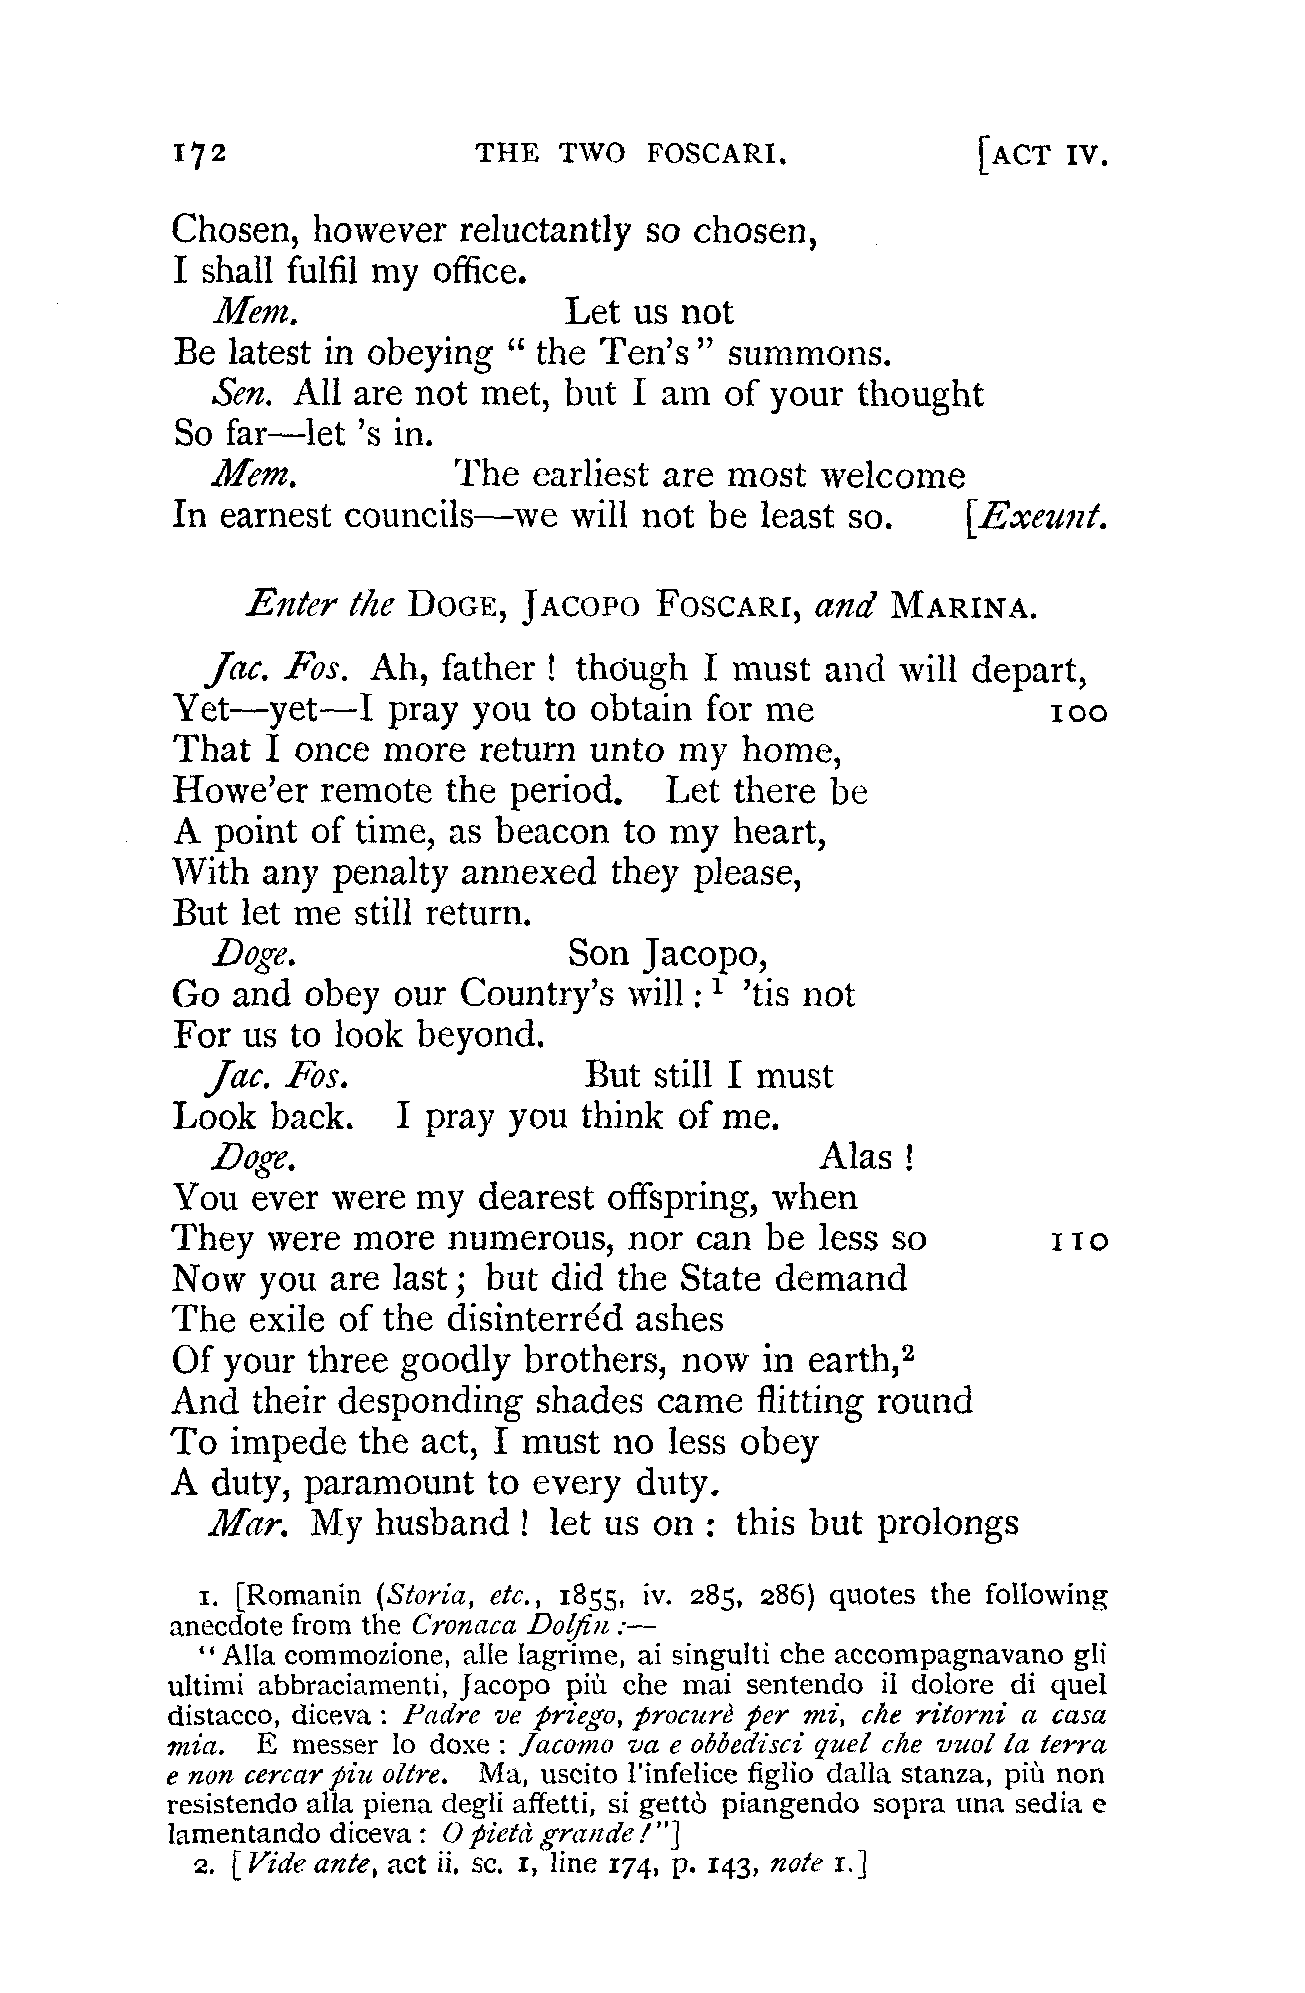 172 THE TWO FOSCARI. [ACT IV.
Chosen, however reluctantly so chosen,
I shall fulfil my office.
Mem. Let us not
Be latest in obeying “ the Ten's ” summons.
Sen. All are not met, but I am of your thought
So far—let 's in.
Mem. The earliest are most welcome
In earnest councils—we will not be least so. [Exeunt.
Enter the DOGE, JACOPO FOSCARI, and MARINA.
Jac. Fos. Ah, father ! though I must and will depart,
Yet—yet—I pray you to obtain for me 100
That I once more return unto my home,
Howe'er remote the period. Let there be
A point of time, as beacon to my heart,
With any penalty annexed they please,
But let me still return.
Doge. Son Jacopo,
Go and obey our Country's will : ¹ 'tis not
For us to look beyond.
Jac. Fos. But still I must
Look back. I pray you think of me.
Doge. Alas !
You ever were my dearest offspring, when
They were more numerous, nor can be less so 110
Now you are last ; but did the State demand
The exile of the disinterréd ashes
Of your three goodly brothers, now in earth,²
And their desponding shades came flitting round
To impede the act, I must no less obey
A duty, paramount to every duty.
Mar. My husband ! let us on : this but prolongs
1. [Romanin (Storia, etc., 1855, iv. 285, 286) quotes the following
anecdote from the Cronaca Dolfin :—
“ Alla commozione, alle lagrime, ai singulti che accompagnavano gli
ultimi abbraciamenti, Jacopo più che mai sentendo il dolore di quel
distacco, diceva : Padre ve priego, procurè per mi, che ritorni a casa
mia. E messer lo doxe : Jacomo va e obbedisci quel che vuol la terra
e non cercar piu oltre. Ma, uscito l'infelice figlio dalla stanza, più non
resistendo alla piena degli affetti, si gettò piangendo sopra una sedia e
lamentando diceva : O pietà grande !”]
2. [Vide ante, act ii. sc. 1, line 174, p. 143, note 1.]